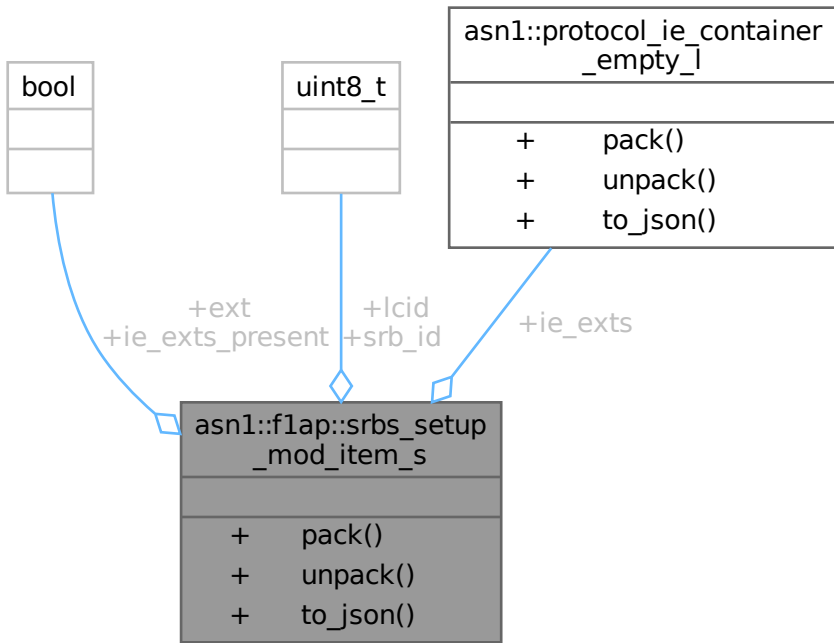 asn1::protocol_ie_container
_empty_l
bool
uint8_t
+ pack()
+ unpack()
+ to_json()
+ext
+ie_exts_present
+lcid
+srb_id
+ie_exts
asn1::f1ap::srbs_setup
_mod_item_s
+ pack()
+ unpack()
+ to_json()